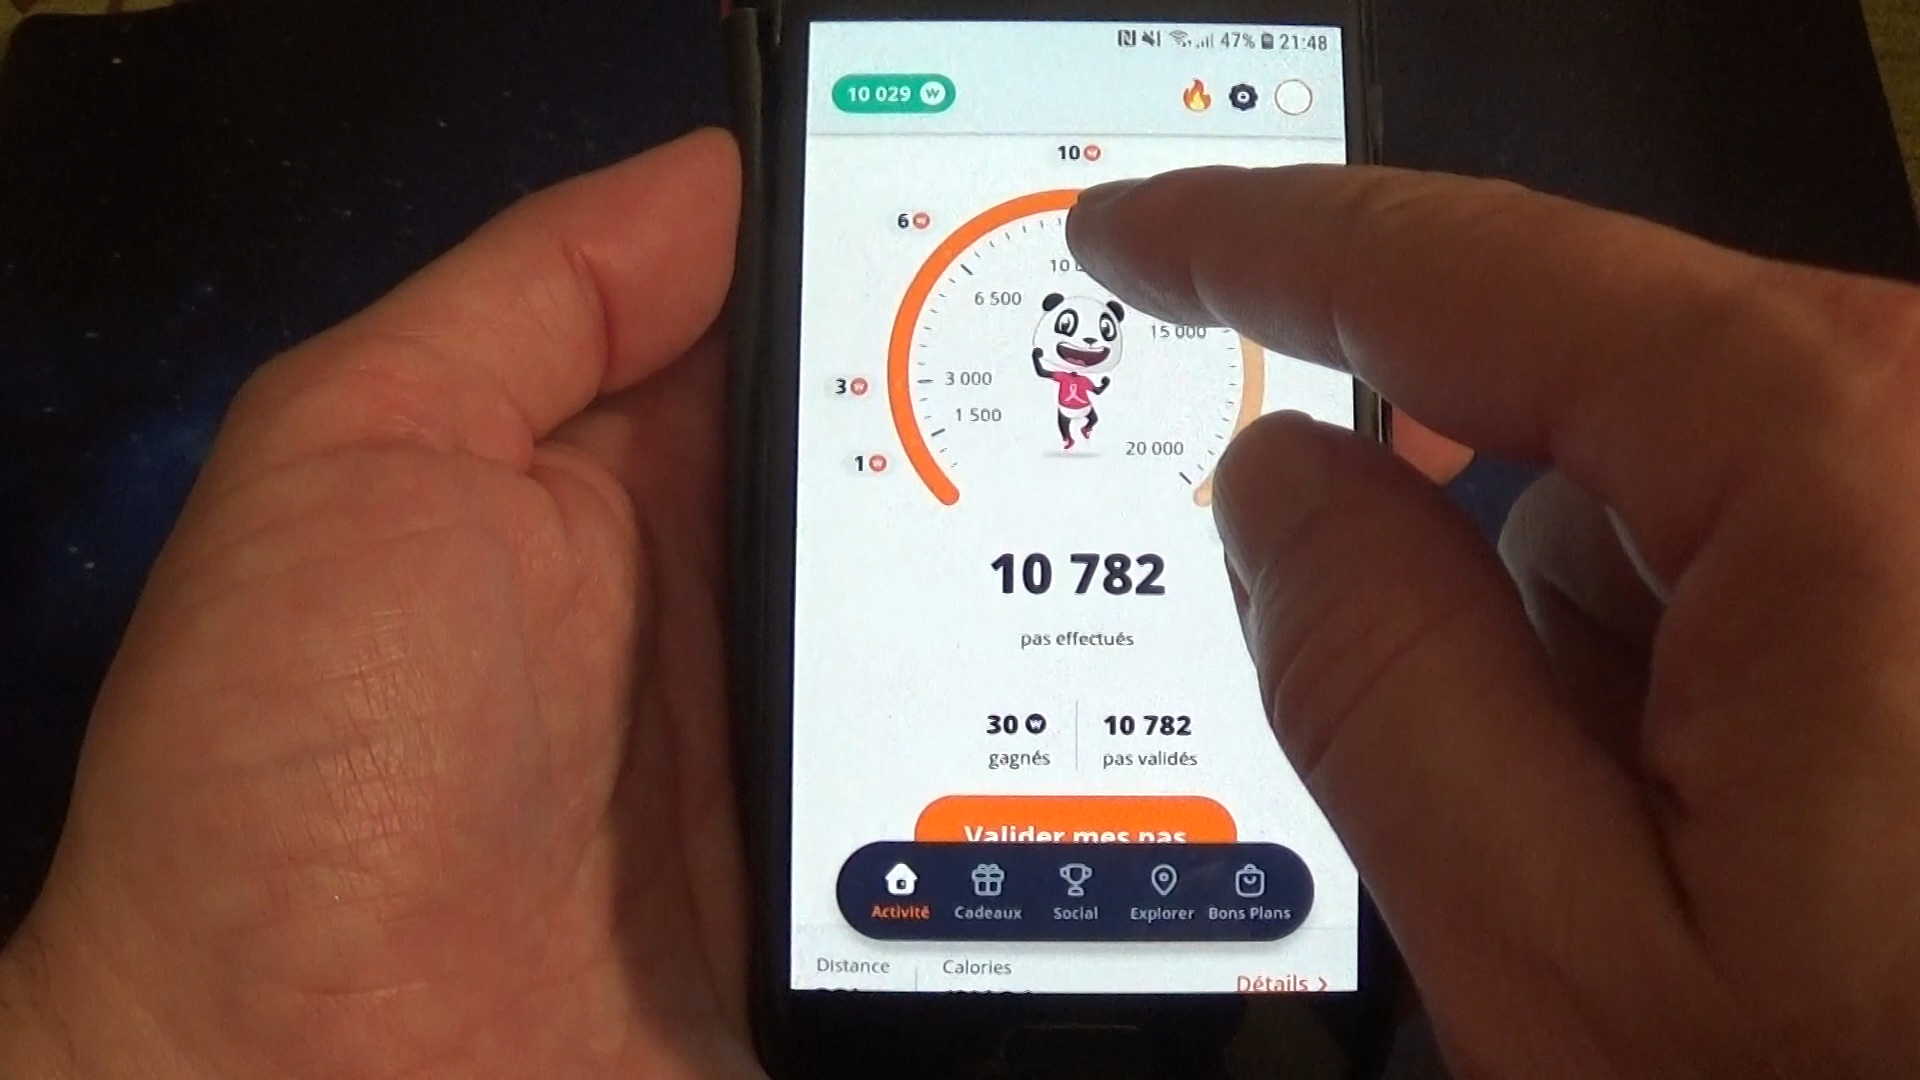 47% 21:48
10 029 W
10 W
6 W
10
6 500
15 000
3 W
3 000
1 500
1 W
20 000
10 782
pas effectués
30 W 10 782
gagnés pas validés
Valider mes pas
Activité Cadeaux Social Explorer Bons Plans
Distance Calories
Détails >